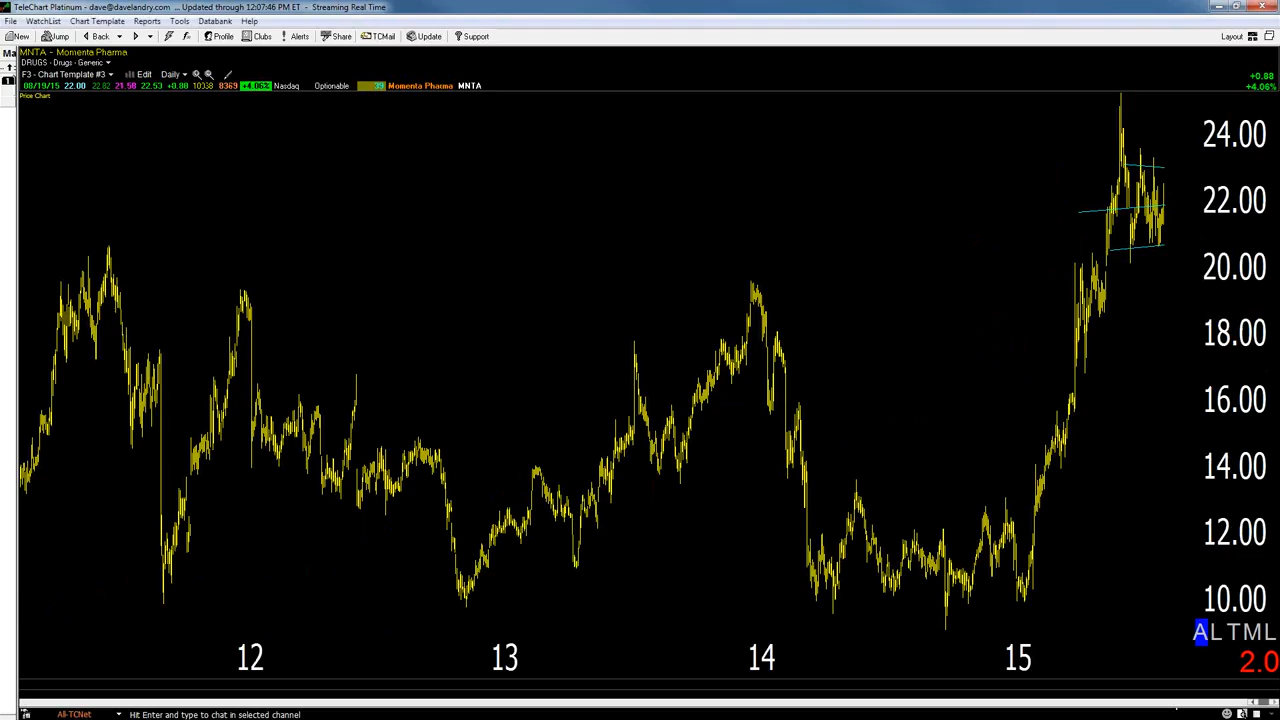 TeleChart Platinum - dave@davelandry.com ... Updated through 12:07:46 PM ET - Streaming Real Time
File WatchList Chart Template Reports Tools Databank Help
New Jump Back Profile Clubs Alerts Share TCMail Update Support Layout
Ma
MNTA - Momenta Pharma
DRUGS - Drugs - Generic
F3 - Chart Template #3 Edit Daily
1
+0.88
08/19/15 22.00 22.82 21.58 22.53 +0.88 8369 +4.06% Nasdaq Optionable 39 Momenta Pharma MNTA +4.06%
Price Chart
24.00
22.00
20.00
18.00
16.00
14.00
12.00
10.00
ALTML
12 13 14 15
2.0
All-TCNet Hit Enter and type to chat in selected channel